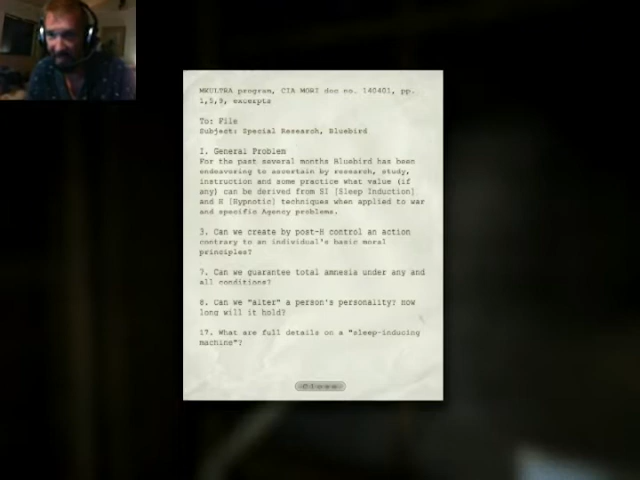 MKULTRA program, CIA MORI doc no. 140401, pp.
1,5,9, excerpts
To: File
Subject: Special Research, Bluebird
I. General Problem
For the past several months Bluebird has been
endeavoring to ascertain by research, study,
instruction and some practice what value (if
any) can be derived from SI [Sleep Induction]
and H [Hypnotic] techniques when applied to war
and specific Agency problems.
3. Can we create by post-H control an action
contrary to an individual's basic moral
principles?
7. Can we guarantee total amnesia under any and
all conditions?
8. Can we "alter" a person's personality? How
long will it hold?
17. What are full details on a "sleep-inducing
machine"?
Close